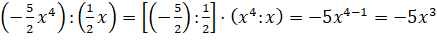 (−5/2 x⁴):(1/2 x) = [(−5/2):1/2]·(x⁴:x) = −5x⁴⁻¹ = −5x³